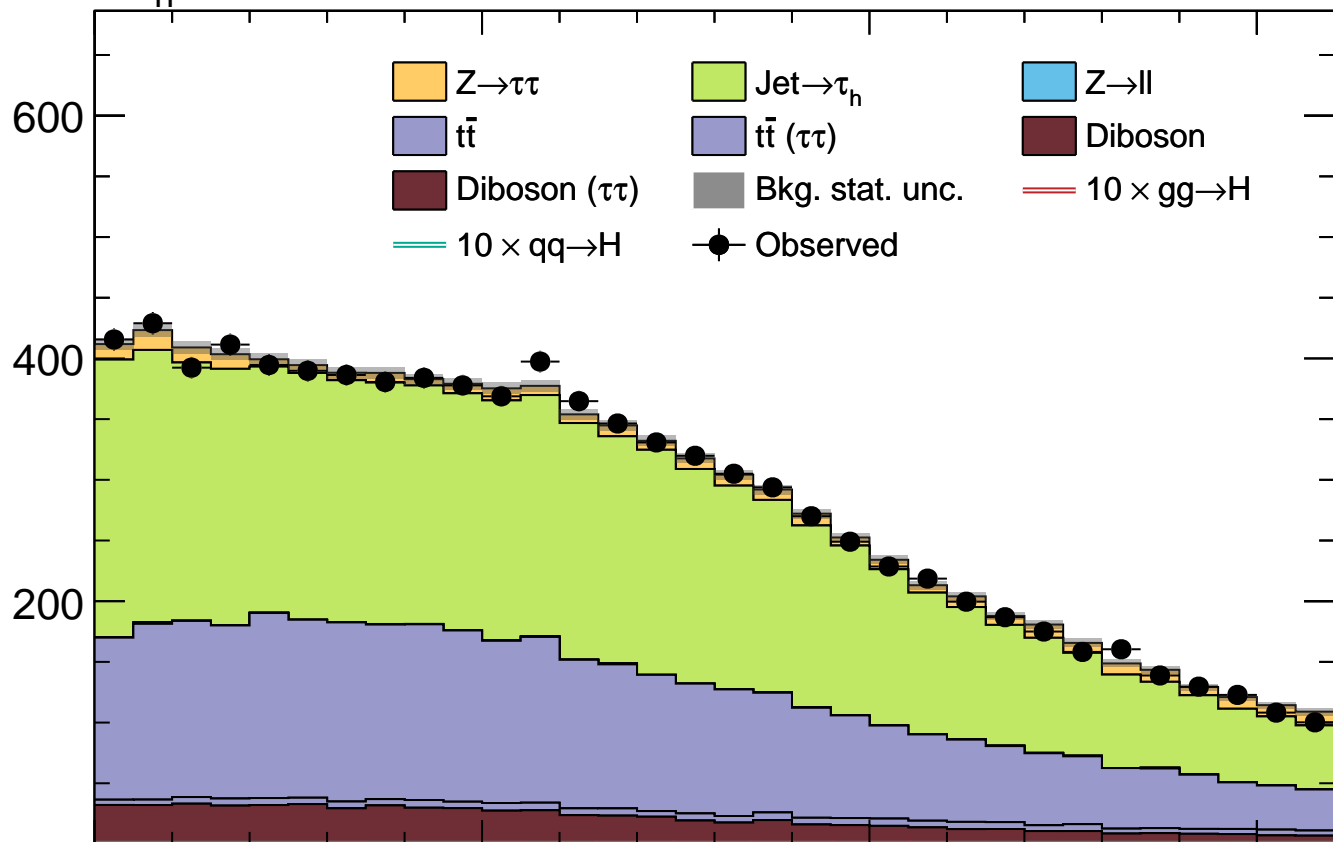 600
400
200
Z→ττ Jet→τh Z→ll
tt̄ tt̄ (ττ) Diboson
Diboson (ττ) Bkg. stat. unc. 10 × gg→H
10 × qq→H Observed